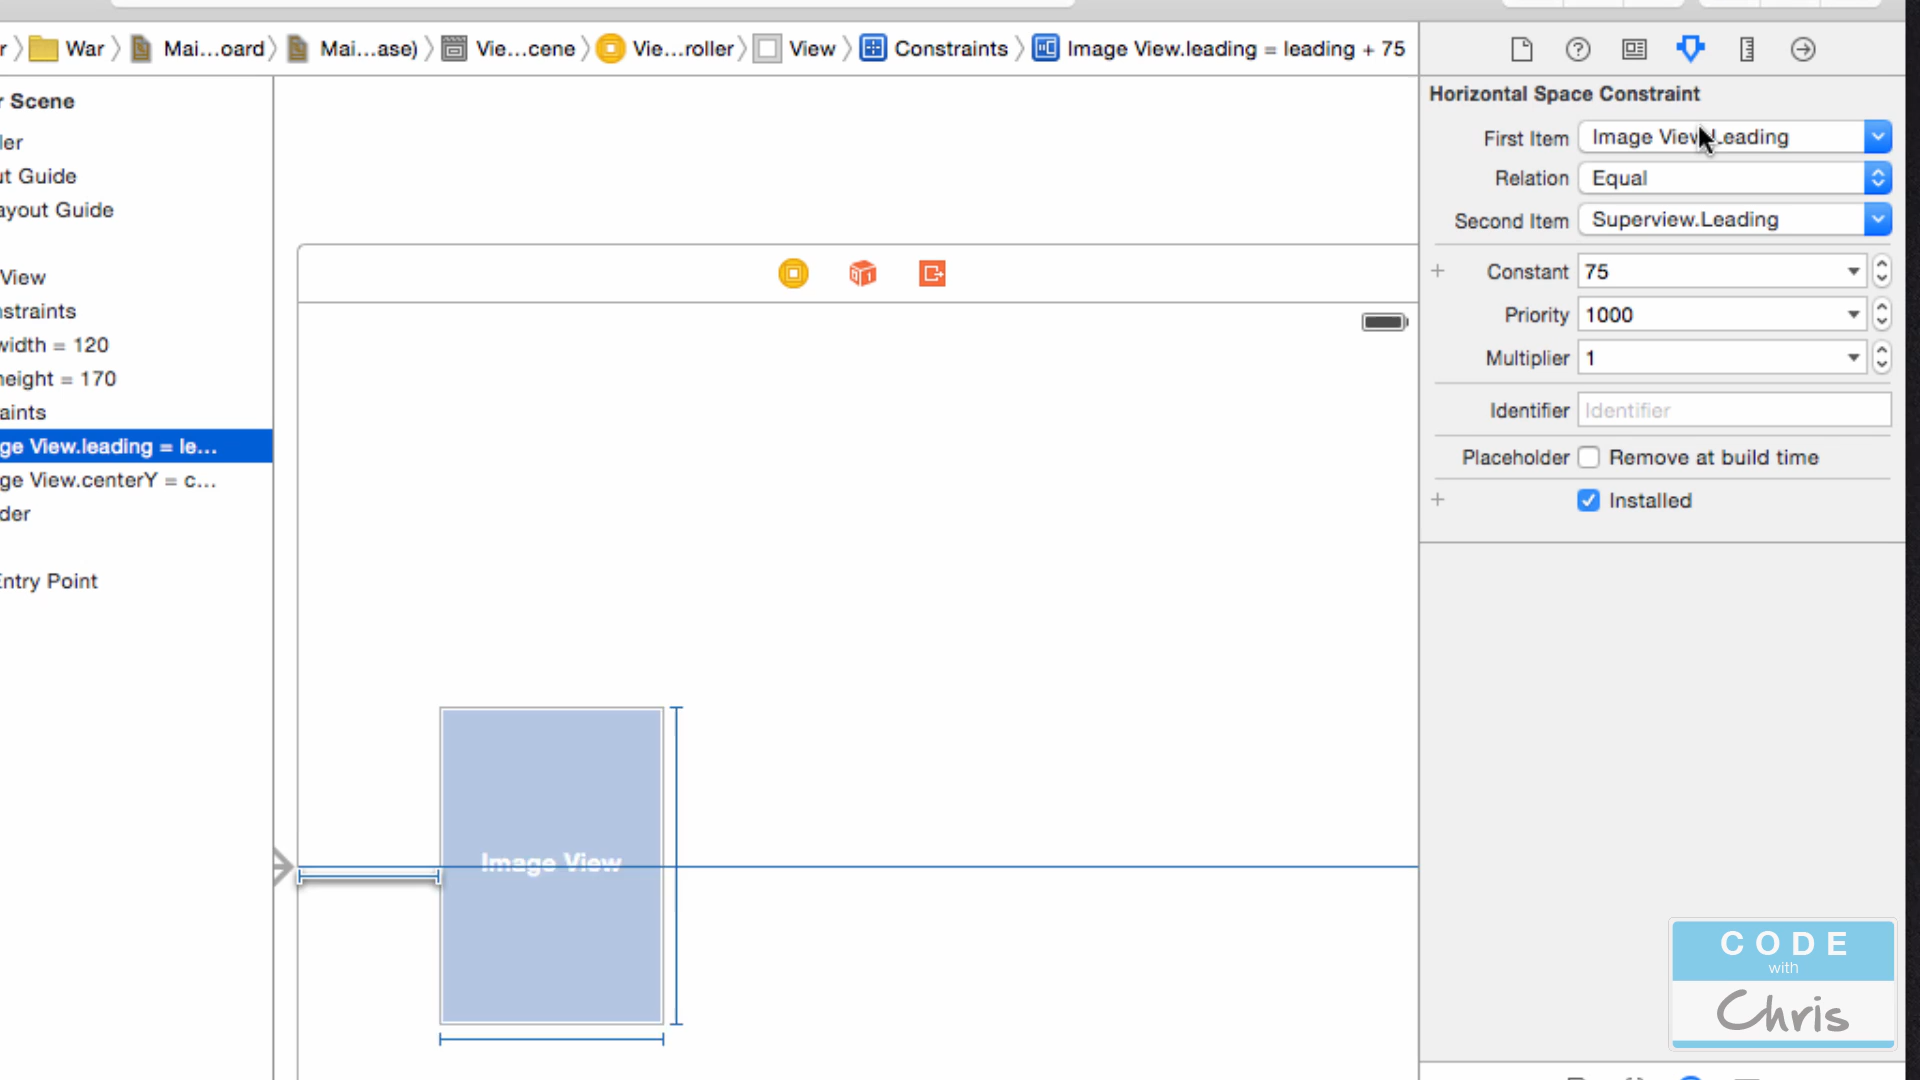 r
War
Mai...oard
Mai...ase)
Vie...cene
Vie...roller
View
Constraints
Image View.leading = leading + 75
r Scene
ler
ut Guide
ayout Guide
View
nstraints
width = 120
height = 170
aints
ge View.leading = le...
ge View.centerY = c...
der
Entry Point
Image View
Horizontal Space Constraint
First Item
Image View.Leading
Relation
Equal
Second Item
Superview.Leading
Constant
75
Priority
1000
Multiplier
1
Identifier
Identifier
Placeholder
Remove at build time
Installed
CODE
with
Chris